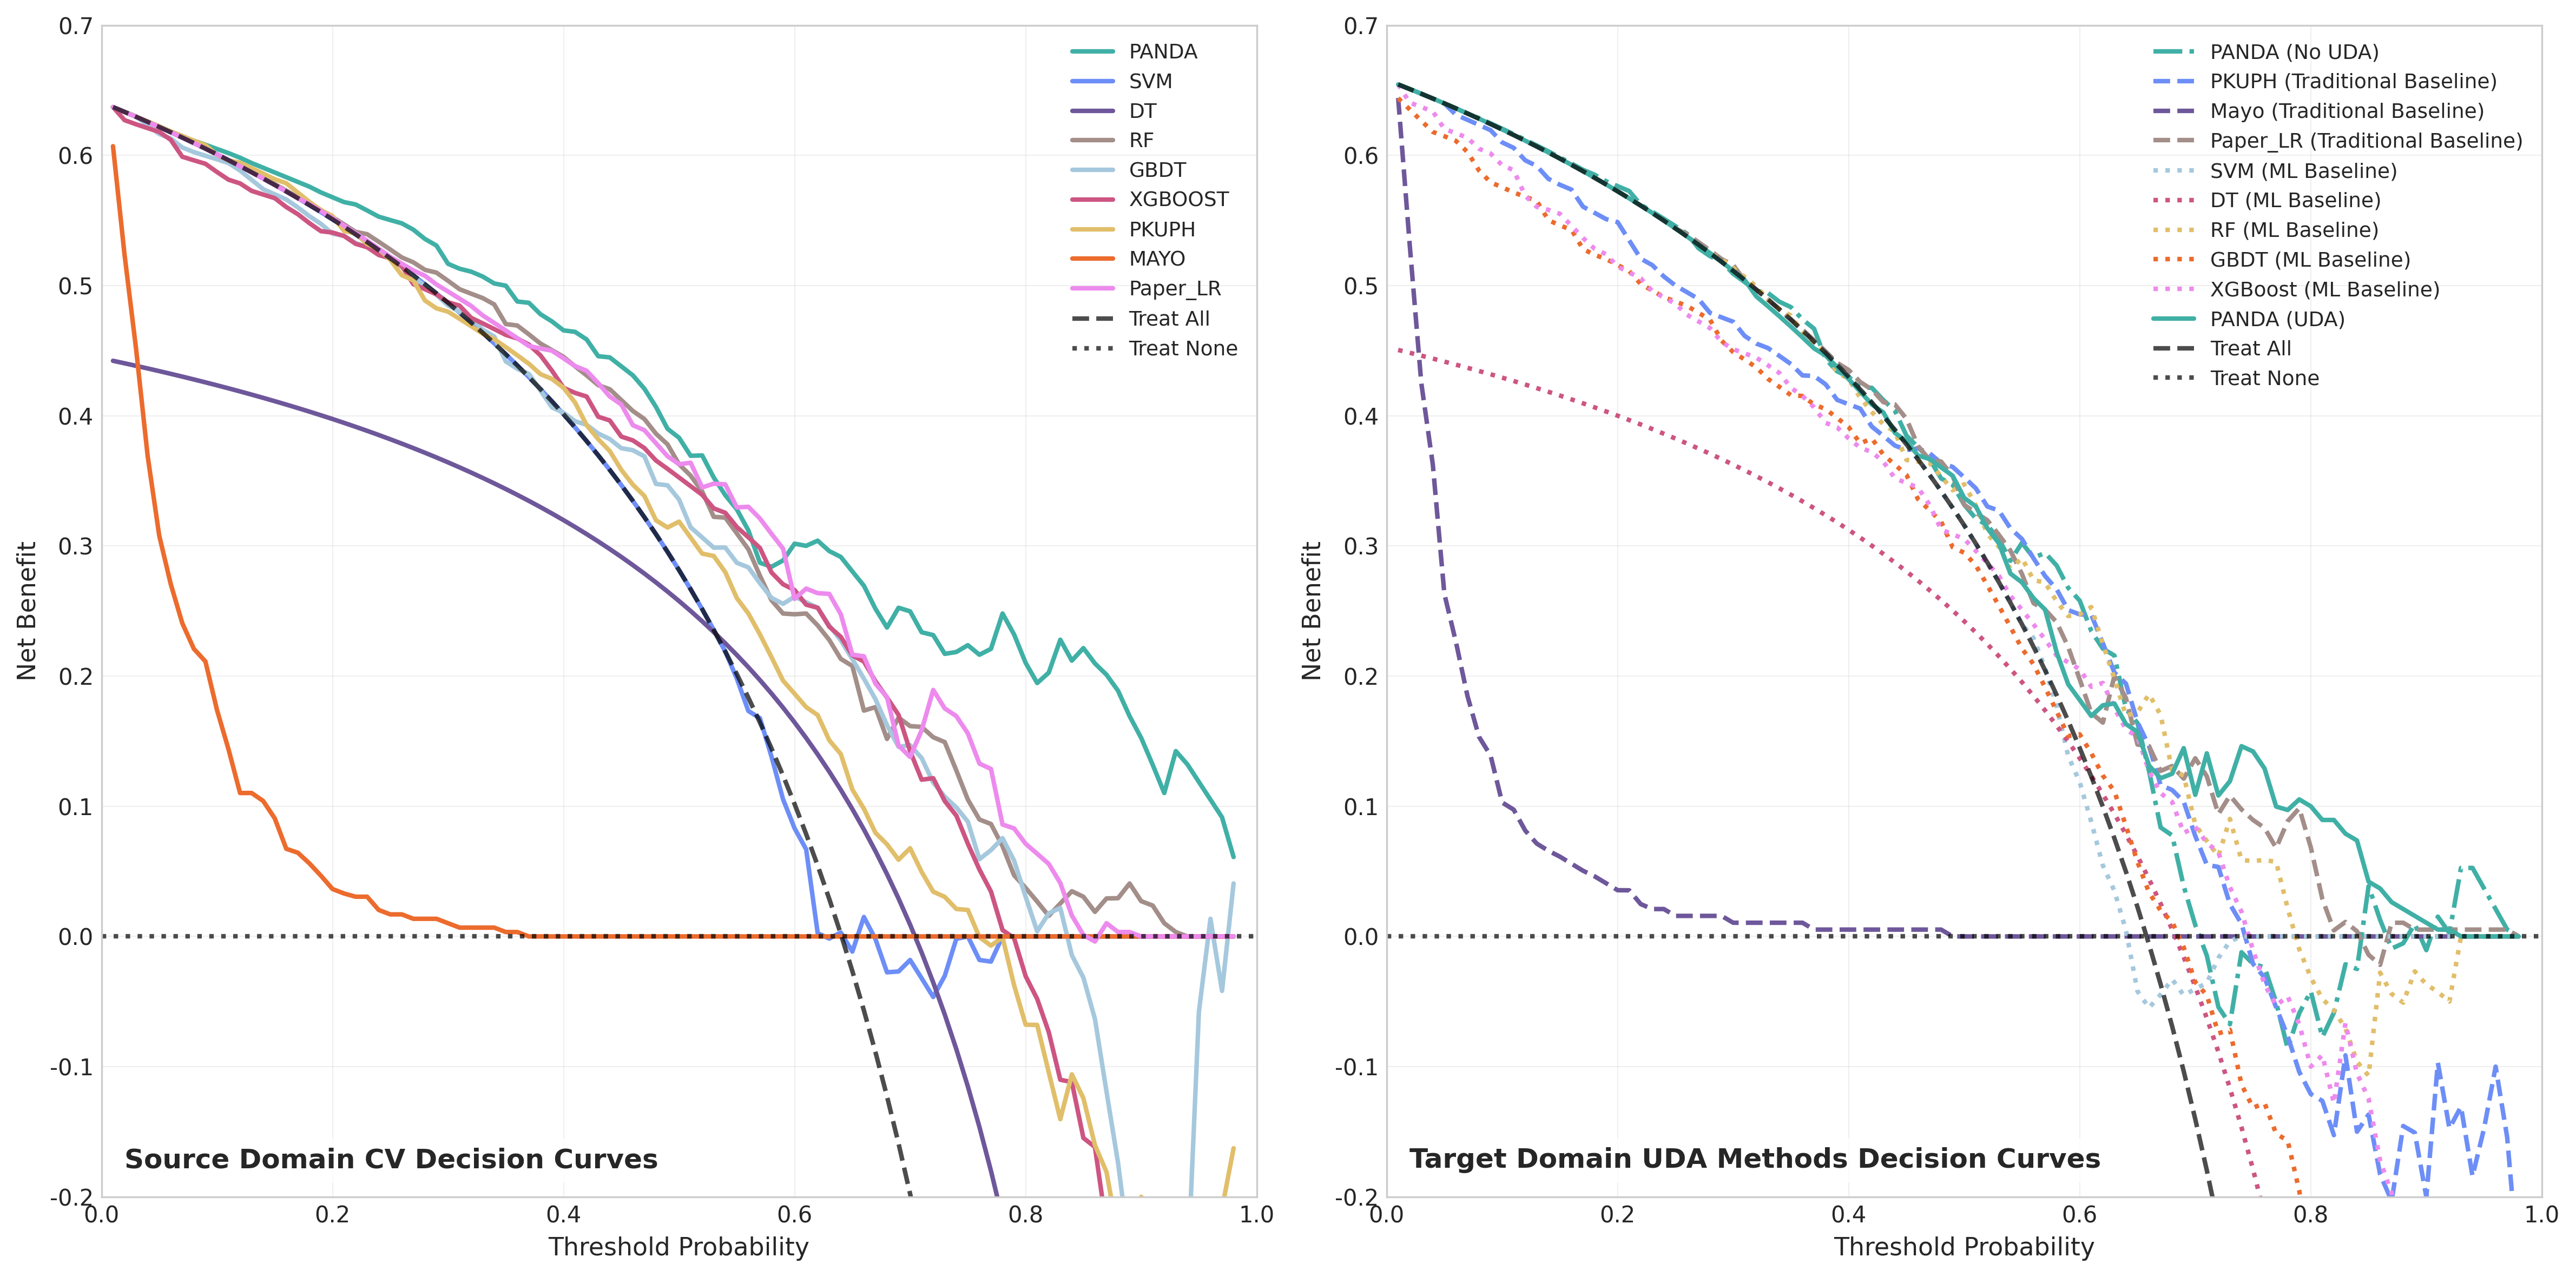 0.7
0.6
0.5
0.4
0.3
0.2
0.1
0.0
-0.1
-0.2
Net Benefit
PANDA
SVM
DT
RF
GBDT
XGBOOST
PKUPH
MAYO
Paper_LR
Treat All
Treat None
Source Domain CV Decision Curves
0.0 0.2 0.4 0.6 0.8 1.0
Threshold Probability
0.7
0.6
0.5
0.4
0.3
0.2
0.1
0.0
-0.1
-0.2
Net Benefit
PANDA (No UDA)
PKUPH (Traditional Baseline)
Mayo (Traditional Baseline)
Paper_LR (Traditional Baseline)
SVM (ML Baseline)
DT (ML Baseline)
RF (ML Baseline)
GBDT (ML Baseline)
XGBoost (ML Baseline)
PANDA (UDA)
Treat All
Treat None
Target Domain UDA Methods Decision Curves
0.0 0.2 0.4 0.6 0.8 1.0
Threshold Probability